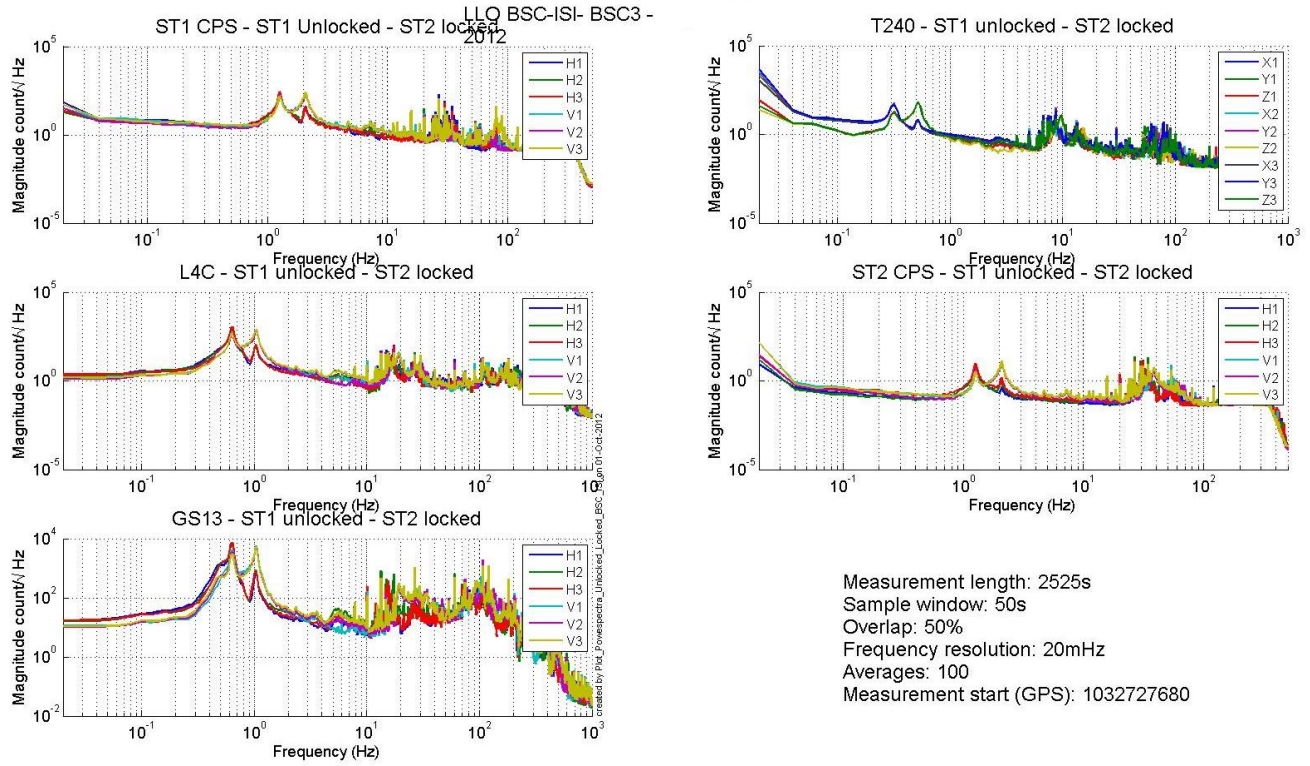 LLO BSC-ISI- BSC3 -
2012
ST1 CPS - ST1 Unlocked - ST2 locked
Magnitude count/√ Hz
10^5
10^0
10^-5
10^-1
10^0
10^1
10^2
Frequency (Hz)
H1
H2
H3
V1
V2
V3
T240 - ST1 unlocked - ST2 locked
Magnitude count/√ Hz
10^5
10^0
10^-5
10^-1
10^0
10^1
10^2
10^3
Frequency (Hz)
X1
Y1
Z1
X2
Y2
Z2
X3
Y3
Z3
L4C - ST1 unlocked - ST2 locked
Magnitude count/√ Hz
10^5
10^0
10^-5
10^-1
10^0
10^1
10^2
Frequency (Hz)
H1
H2
H3
V1
V2
V3
ST2 CPS - ST1 unlocked - ST2 locked
Magnitude count/√ Hz
10^5
10^0
10^-5
10^-1
10^0
10^1
10^2
Frequency (Hz)
H1
H2
H3
V1
V2
V3
GS13 - ST1 unlocked - ST2 locked
Magnitude count/√ Hz
10^4
10^2
10^0
10^-2
10^-1
10^0
10^1
10^2
10^3
Frequency (Hz)
H1
H2
H3
V1
V2
V3
created by Plot_Powespectra_Unlocked_Locked_BSC_ISI on 01-Oct-2012
Measurement length: 2525s
Sample window: 50s
Overlap: 50%
Frequency resolution: 20mHz
Averages: 100
Measurement start (GPS): 1032727680